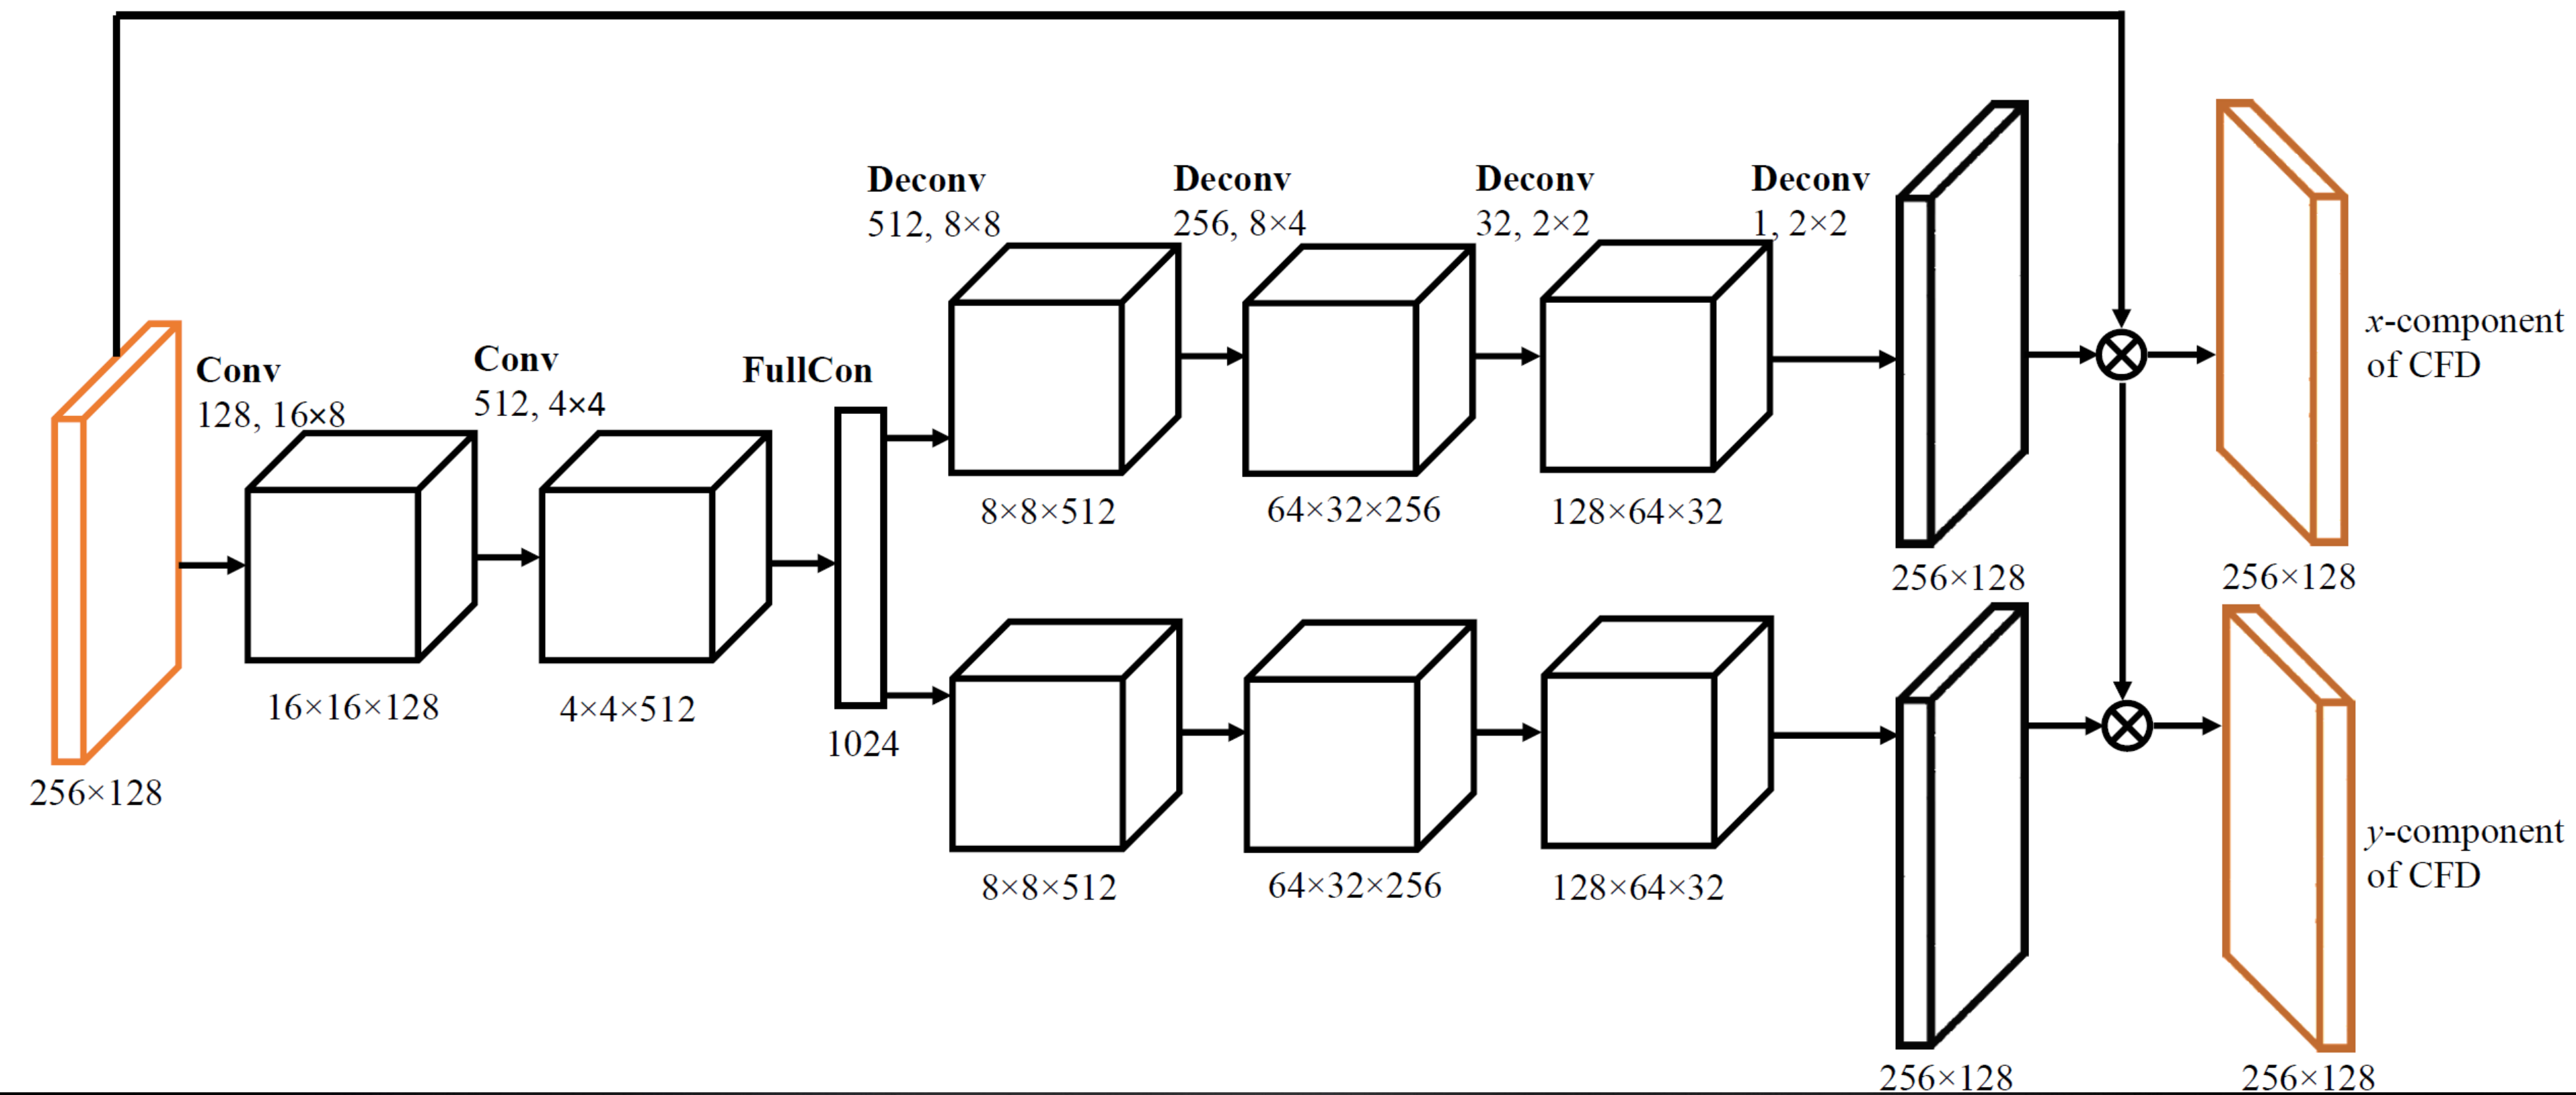 Conv
128, 16×8
Conv
512, 4×4
FullCon
Deconv
512, 8×8
Deconv
256, 8×4
Deconv
32, 2×2
Deconv
1, 2×2
x-component
of CFD
256×128
16×16×128
4×4×512
1024
8×8×512
64×32×256
128×64×32
256×128
256×128
8×8×512
64×32×256
128×64×32
256×128
y-component
of CFD
256×128